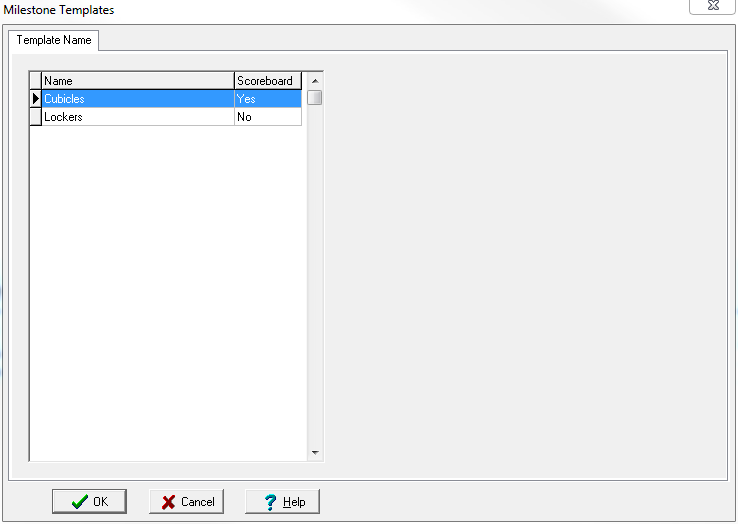 Milestone Templates
Template Name
Name Scoreboard
Cubicles Yes
Lockers No
OK Cancel Help